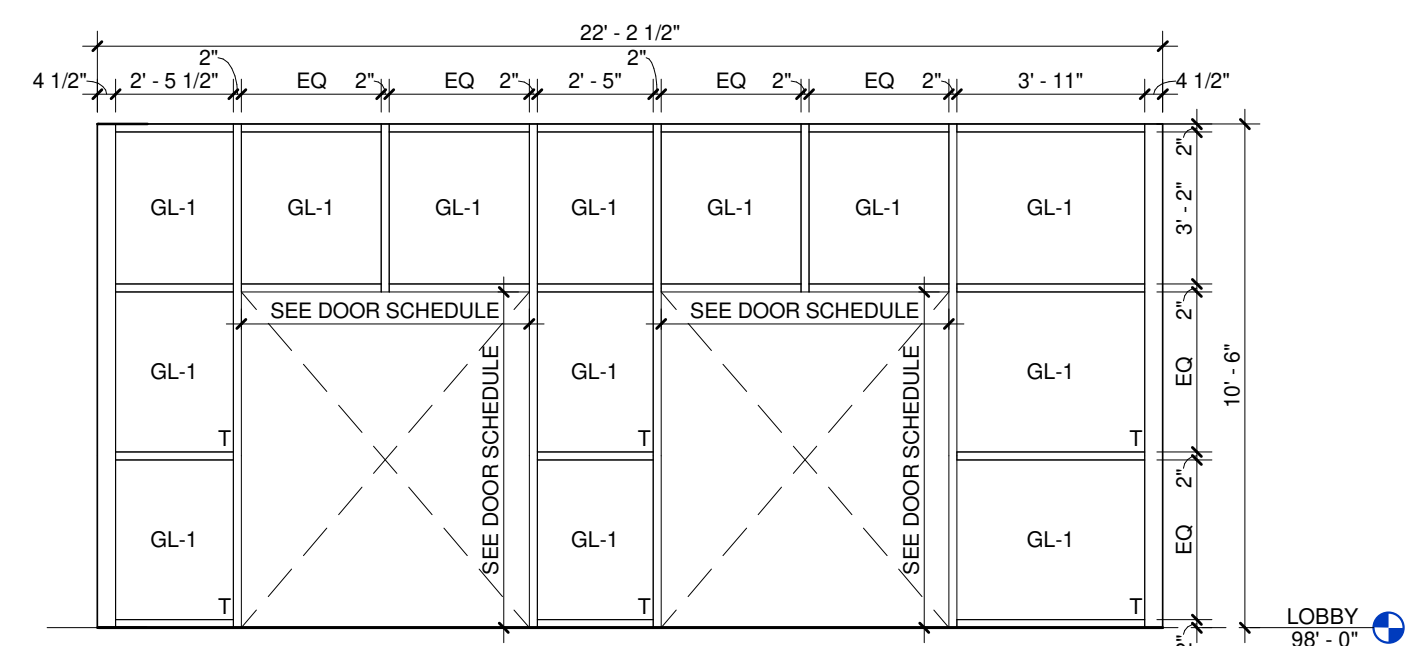 22' - 2 1/2"
4 1/2" 2' - 5 1/2" 2" EQ 2" EQ 2" 2' - 5" 2" EQ 2" EQ 2" 3' - 11" 4 1/2"
GL-1 GL-1 GL-1 GL-1 GL-1 GL-1 GL-1
2"
3' - 2"
SEE DOOR SCHEDULE SEE DOOR SCHEDULE
2"
GL-1 GL-1 GL-1
SEE DOOR SCHEDULE SEE DOOR SCHEDULE
EQ
10' - 6"
T T T
2"
GL-1 GL-1 GL-1
EQ
T T T
LOBBY
98' - 0"